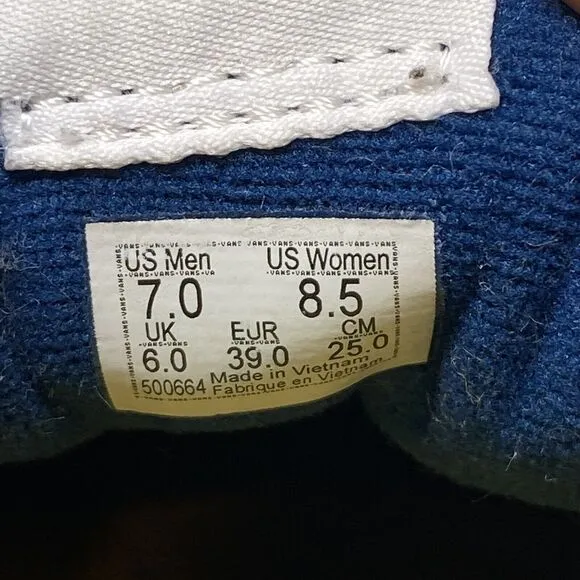 US Men US Women
7.0 8.5
UK EUR CM
6.0 39.0 25.0
500664 Made in Vietnam
Fabrique en Vietnam